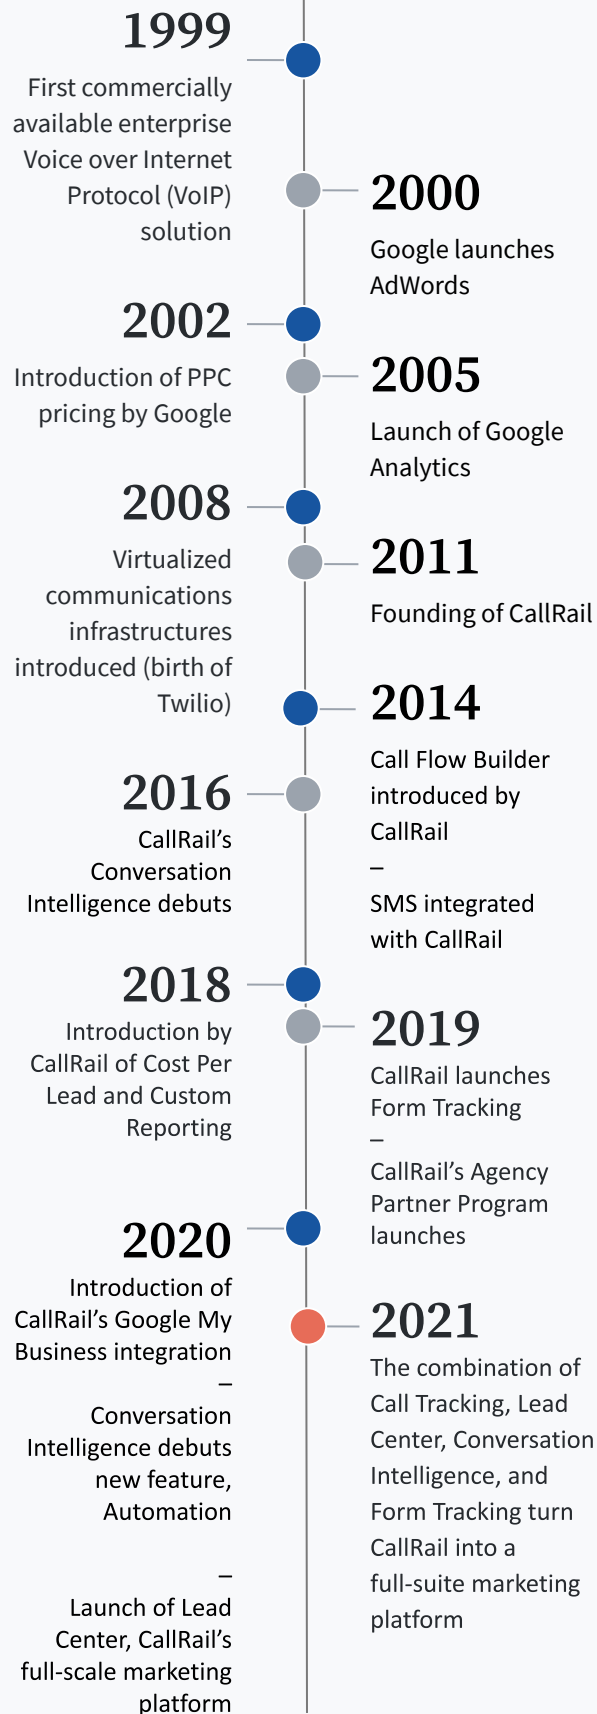 1999
First commercially
available enterprise
Voice over Internet
Protocol (VoIP)
solution
2000
Google launches
AdWords
2002
Introduction of PPC
pricing by Google
2005
Launch of Google
Analytics
2008
Virtualized
communications
infrastructures
introduced (birth of
Twilio)
2011
Founding of CallRail
2014
Call Flow Builder
introduced by
CallRail
–
SMS integrated
with CallRail
2016
CallRail’s
Conversation
Intelligence debuts
2018
Introduction by
CallRail of Cost Per
Lead and Custom
Reporting
2019
CallRail launches
Form Tracking
–
CallRail’s Agency
Partner Program
launches
2020
Introduction of
CallRail’s Google My
Business integration
–
Conversation
Intelligence debuts
new feature,
Automation
–
Launch of Lead
Center, CallRail’s
full-scale marketing
platform
2021
The combination of
Call Tracking, Lead
Center, Conversation
Intelligence, and
Form Tracking turn
CallRail into a
full-suite marketing
platform